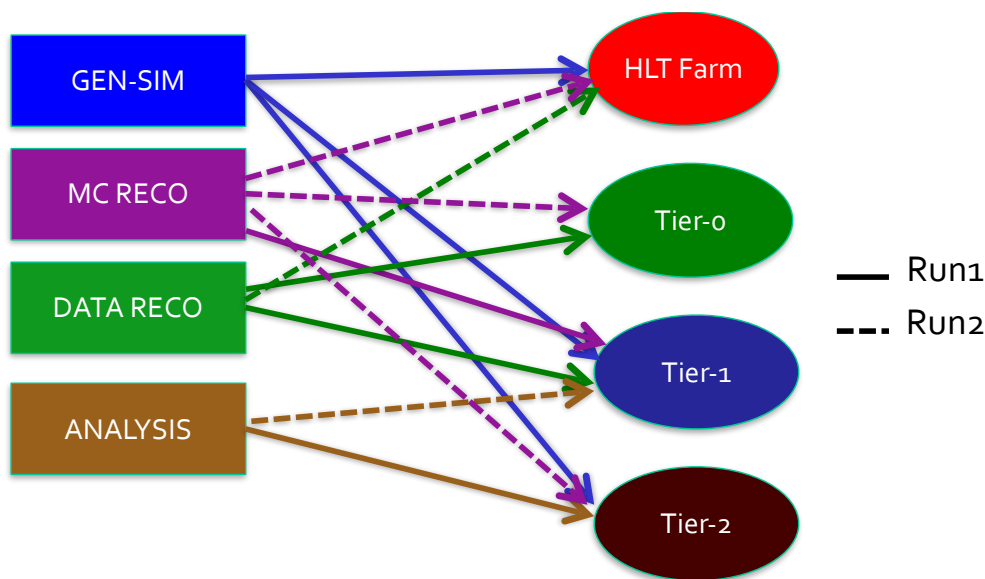 GEN-SIM
MC RECO
DATA RECO
ANALYSIS
HLT Farm
Tier-0
Tier-1
Tier-2
Run1
Run2